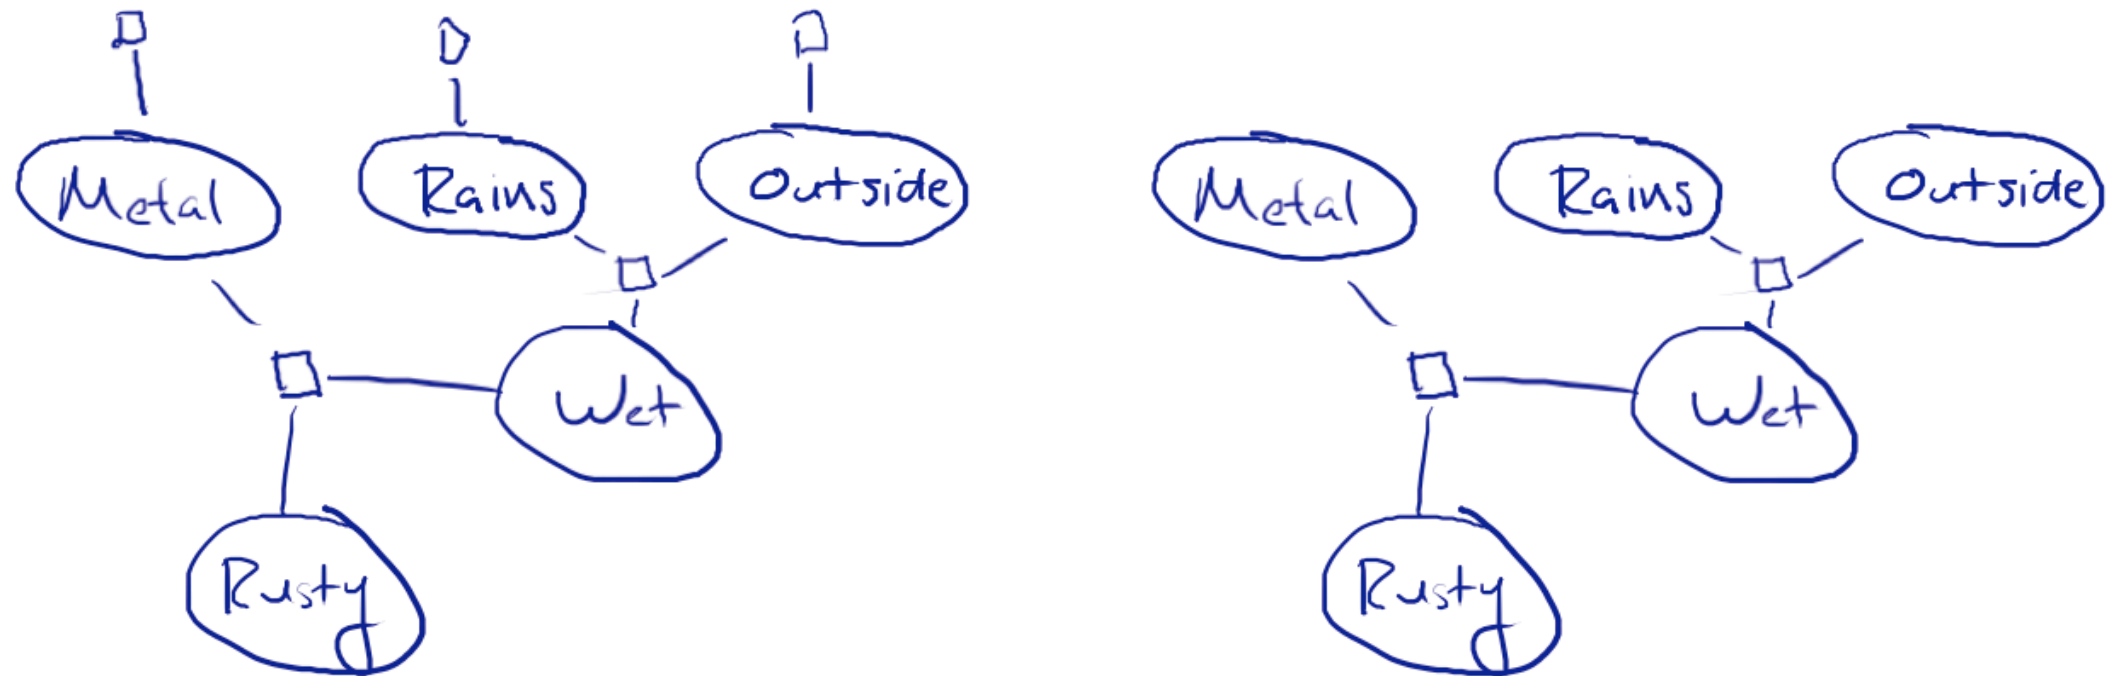 Metal Rains Outside Metal Rains Outside
Wet Wet
Rusty Rusty